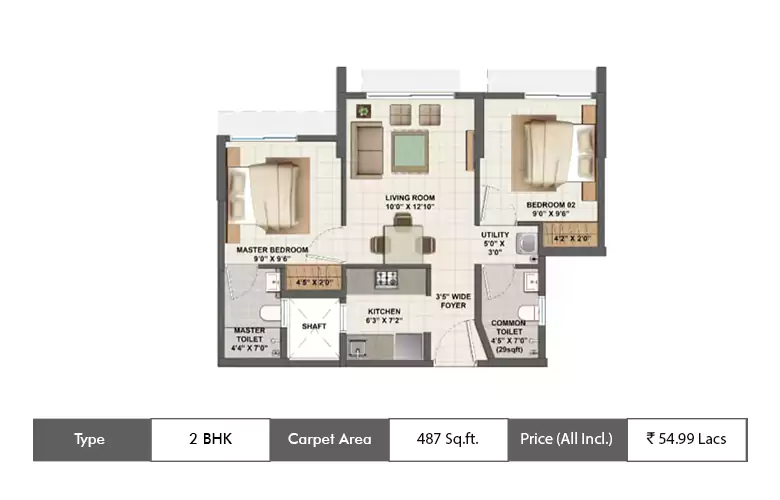 LIVING ROOM
10'0" X 12'10"
BEDROOM 02
9'0" X 9'6"
UTILITY
5'0" X
3'0"
4'2" X 2'0"
MASTER BEDROOM
9'0" X 9'6"
4'5" X 2'0"
3'5" WIDE
FOYER
KITCHEN
6'3" X 7'2"
SHAFT
MASTER
TOILET
4'4" X 7'0"
COMMON
TOILET
4'5" X 7'0"
(29sqft)
Type 2 BHK Carpet Area 487 Sq.ft. Price (All Incl.) ₹ 54.99 Lacs